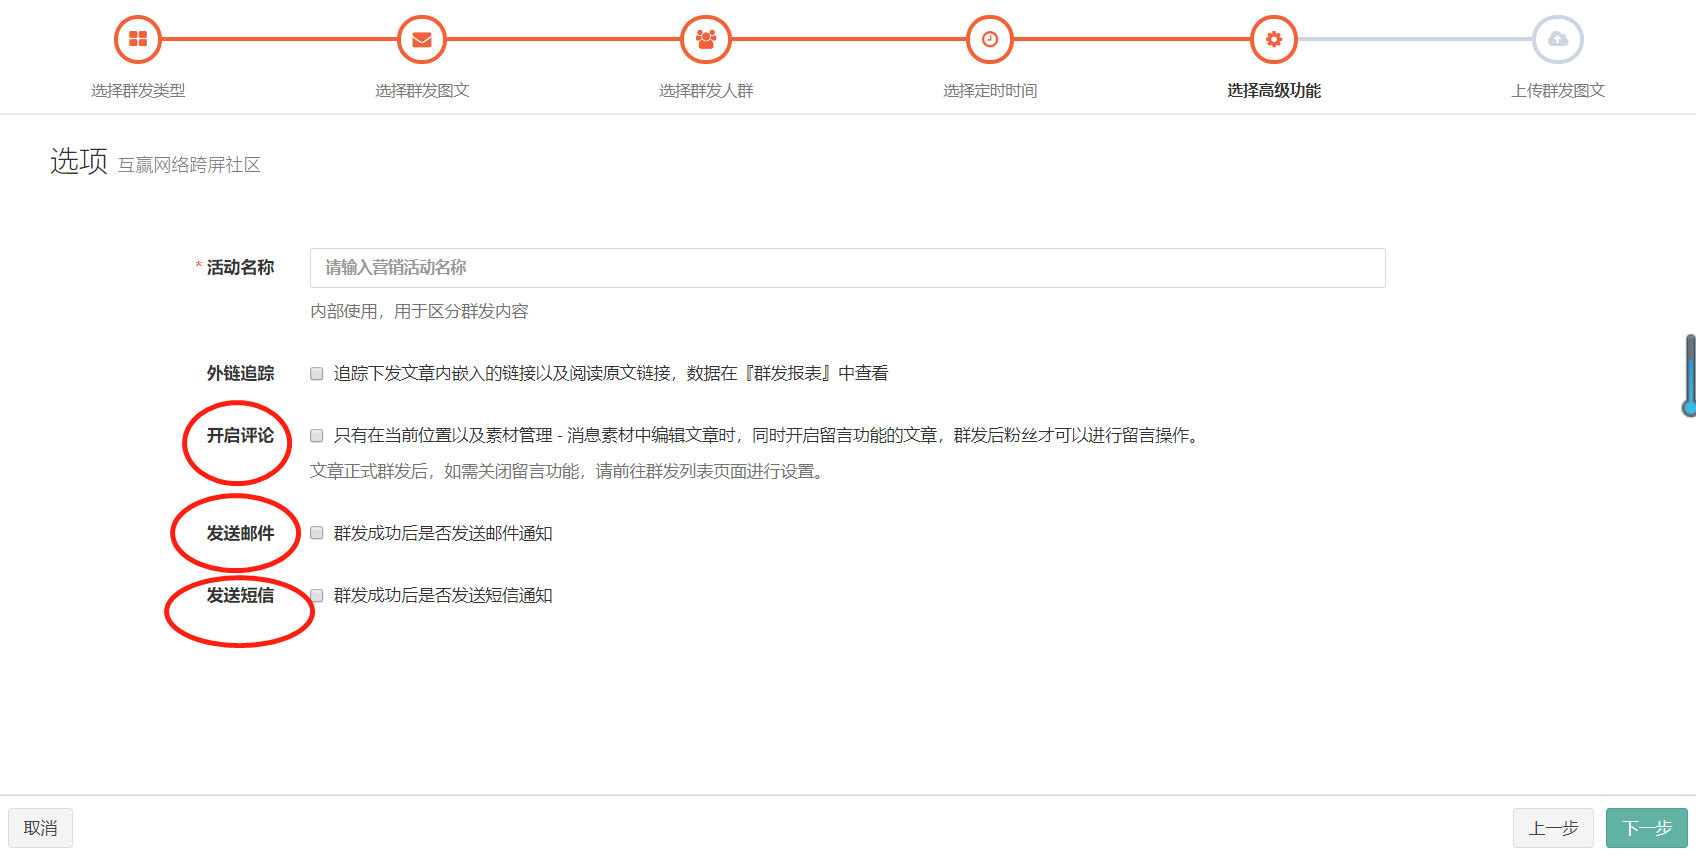 选择群发类型
选择群发图文
选择群发人群
选择定时时间
选择高级功能
上传群发图文
选项 互赢网络跨屏社区
* 活动名称 请输入营销活动名称
内部使用，用于区分群发内容
外链追踪 追踪下发文章内嵌入的链接以及阅读原文链接，数据在『群发报表』中查看
开启评论 只有在当前位置以及素材管理 - 消息素材中编辑文章时，同时开启留言功能的文章，群发后粉丝才可以进行留言操作。
文章正式群发后，如需关闭留言功能，请前往群发列表页面进行设置。
发送邮件 群发成功后是否发送邮件通知
发送短信 群发成功后是否发送短信通知
取消
上一步
下一步